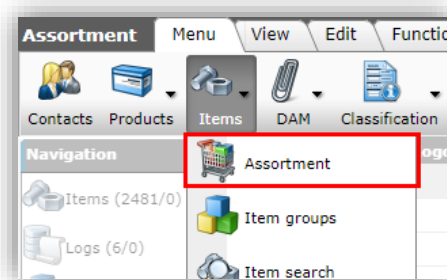 Assortment Menu View Edit Functio
Contacts Products Items DAM Classification
Navigation
Assortment
Items (2481/0)
Item groups
Logs (6/0)
Item search